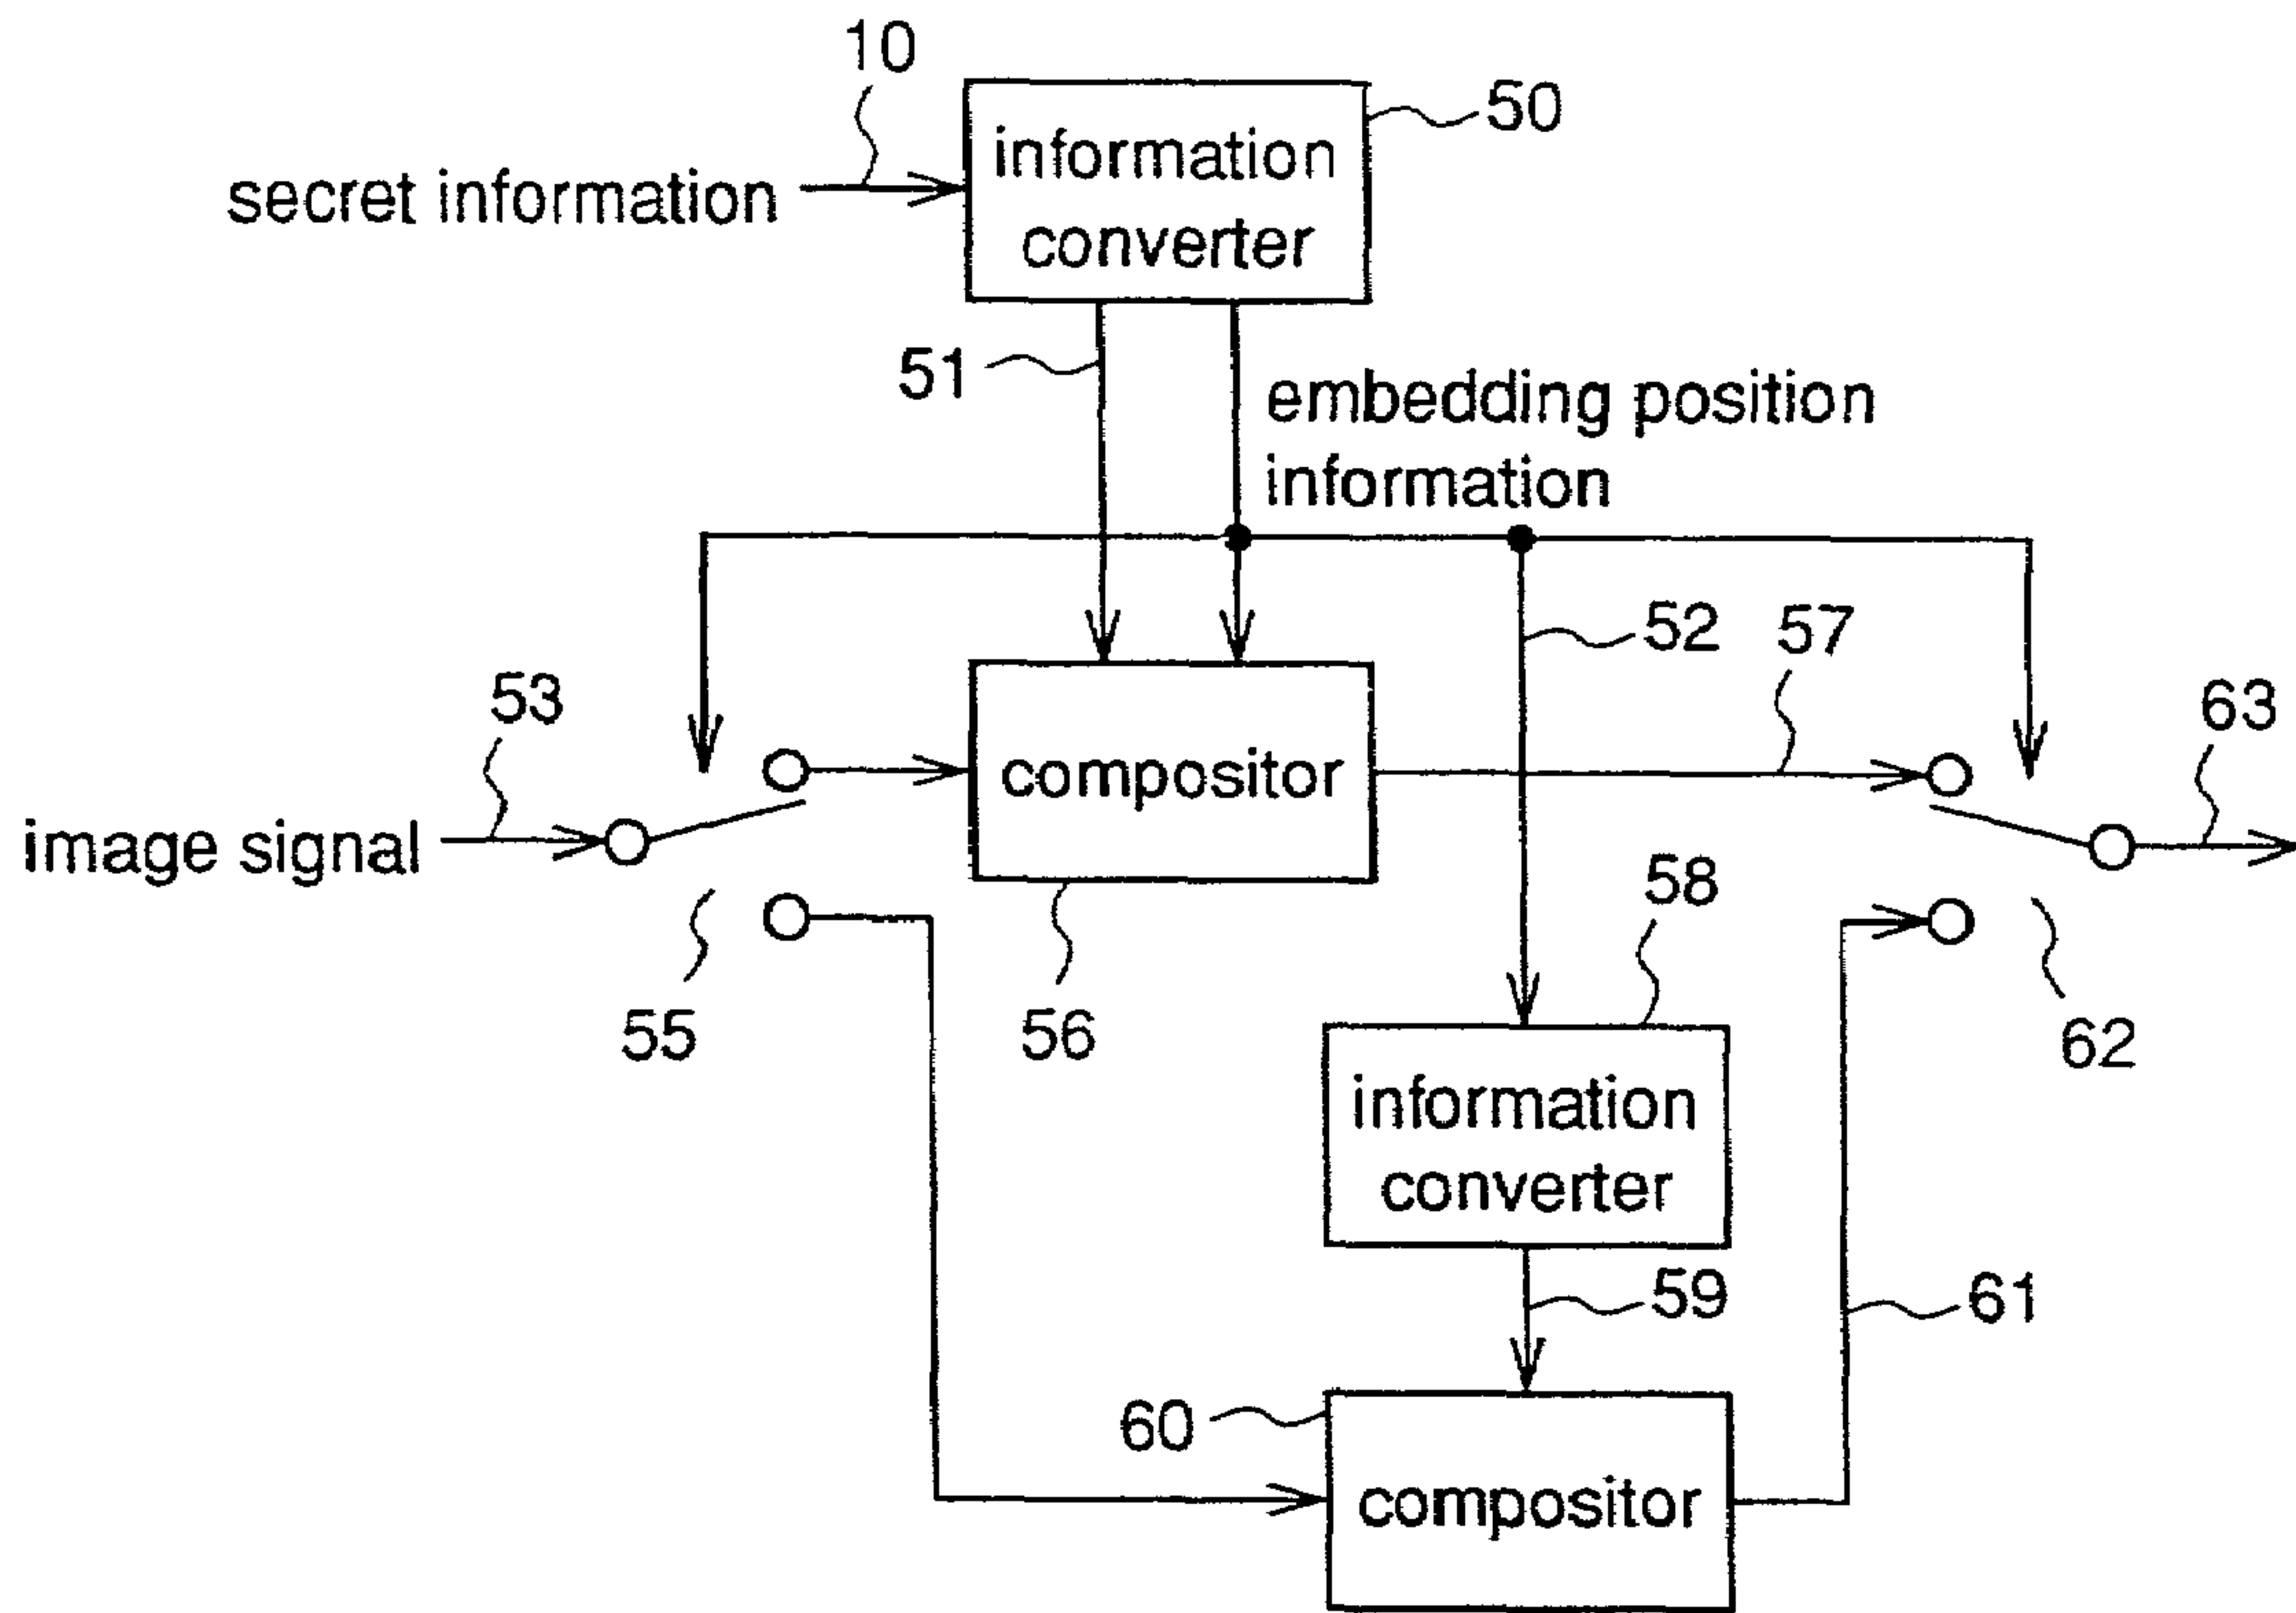 10
50
information
converter
secret information
51
embedding position
information
52
57
53
63
compositor
image signal
58
55
56
62
information
converter
59
61
60
compositor